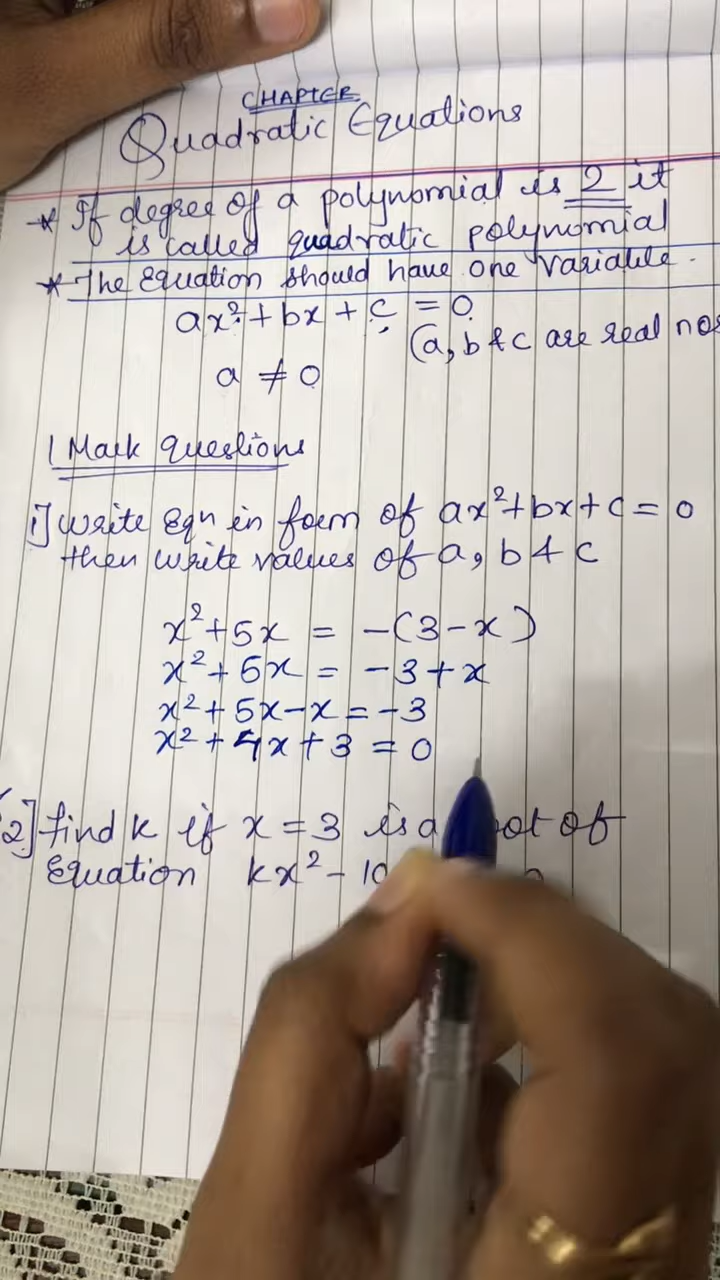 CHAPTER
Quadratic Equations
* If degree of a polynomial is 2 it
is called quadratic polynomial
* The Equation should have one variable.
ax²+bx+c = 0
(a, b & c are real nos
a ≠ 0
1 Mark questions
1] write Eqn in form of ax²+bx+c = 0
then write values of a, b & c
x²+5x = -(3-x)
x²+5x = -3+x
x²+5x-x = -3
x²+4x+3 = 0
2] find k if x = 3 is a of
Equation kx² - 10